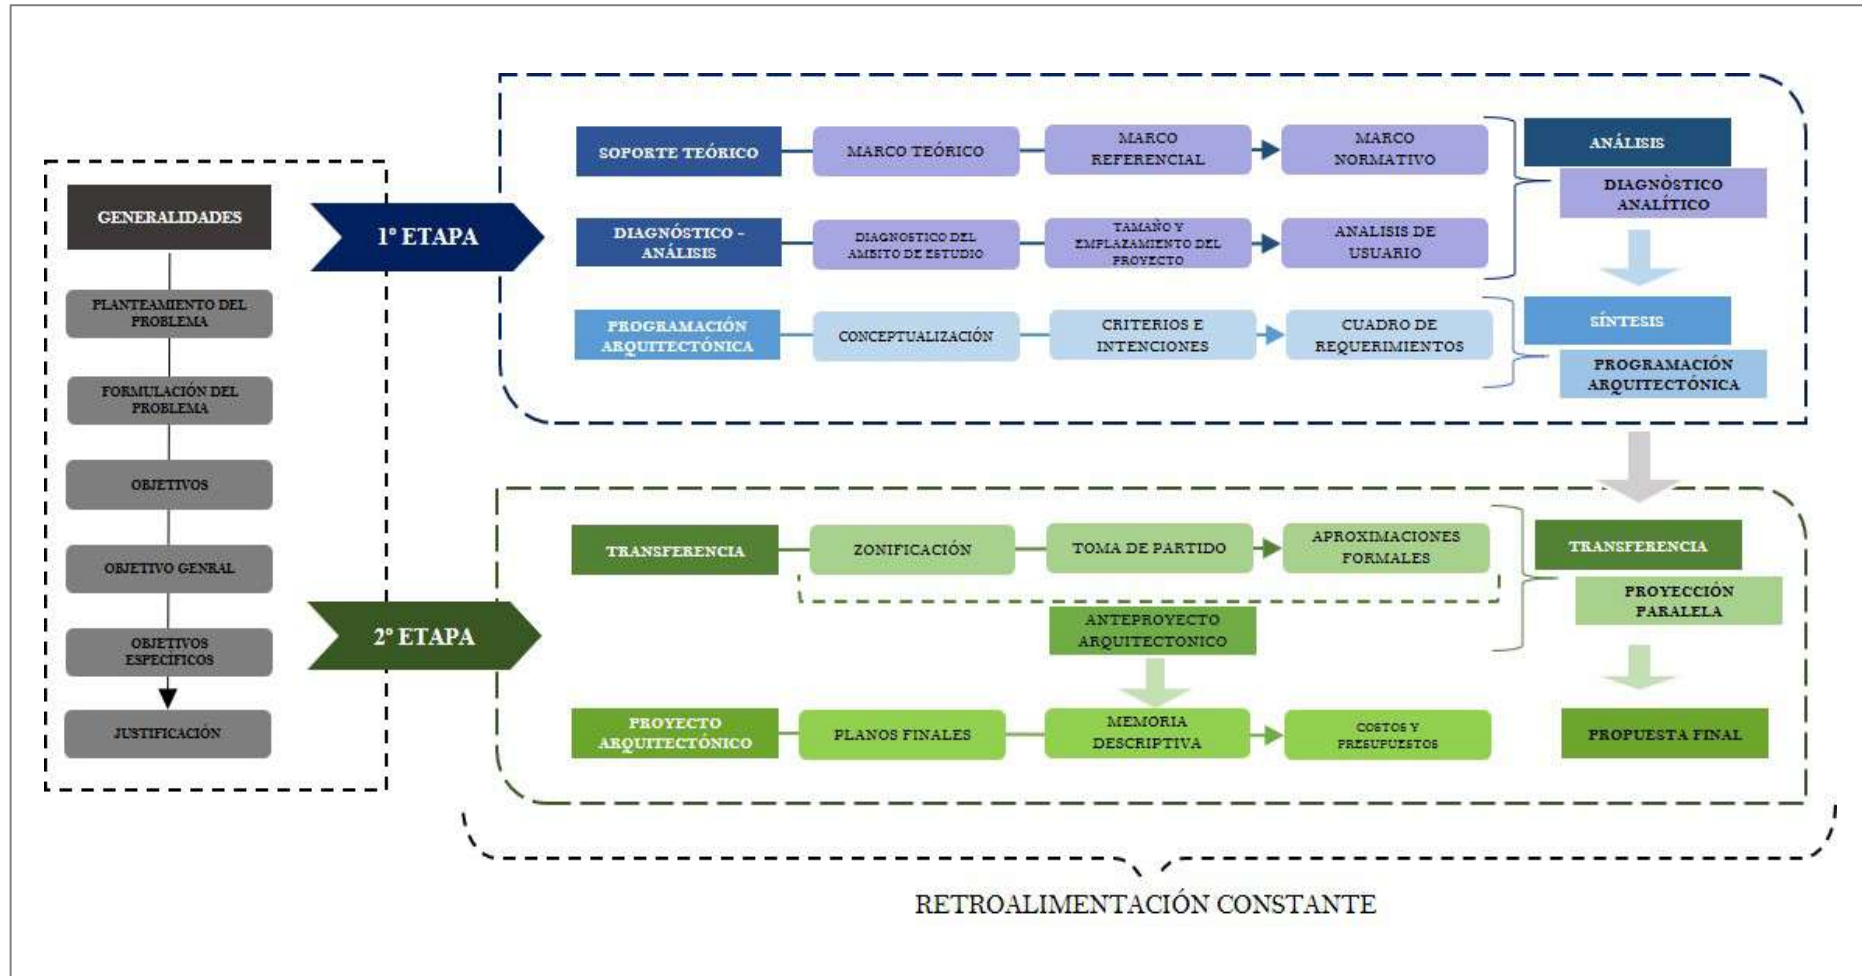 GENERALIDADES
PLANTEAMIENTO DEL
PROBLEMA
FORMULACIÓN DEL
PROBLEMA
OBJETIVOS
OBJETIVO GENRAL
OBJETIVOS
ESPECÍFICOS
JUSTIFICACIÓN
1º ETAPA
SOPORTE TEÓRICO
MARCO TEÓRICO
MARCO
REFERENCIAL
MARCO
NORMATIVO
DIAGNÓSTICO –
ANÁLISIS
DIAGNOSTICO DEL
AMBITO DE ESTUDIO
TAMAÑO Y
EMPLAZAMIENTO DEL
PROYECTO
ANALISIS DE
USUARIO
PROGRAMACIÓN
ARQUITECTÓNICA
CONCEPTUALIZACIÓN
CRITERIOS E
INTENCIONES
CUADRO DE
REQUERIMIENTOS
ANÁLISIS
DIAGNÒSTICO
ANALÍTICO
SÍNTESIS
PROGRAMACIÓN
ARQUITECTÓNICA
2º ETAPA
TRANSFERENCIA
ZONIFICACIÓN
TOMA DE PARTIDO
APROXIMACIONES
FORMALES
ANTEPROYECTO
ARQUITECTONICO
PROYECTO
ARQUITECTÓNICO
PLANOS FINALES
MEMORIA
DESCRIPTIVA
COSTOS Y
PRESUPUESTOS
TRANSFERENCIA
PROYECCIÓN
PARALELA
PROPUESTA FINAL
RETROALIMENTACIÓN CONSTANTE